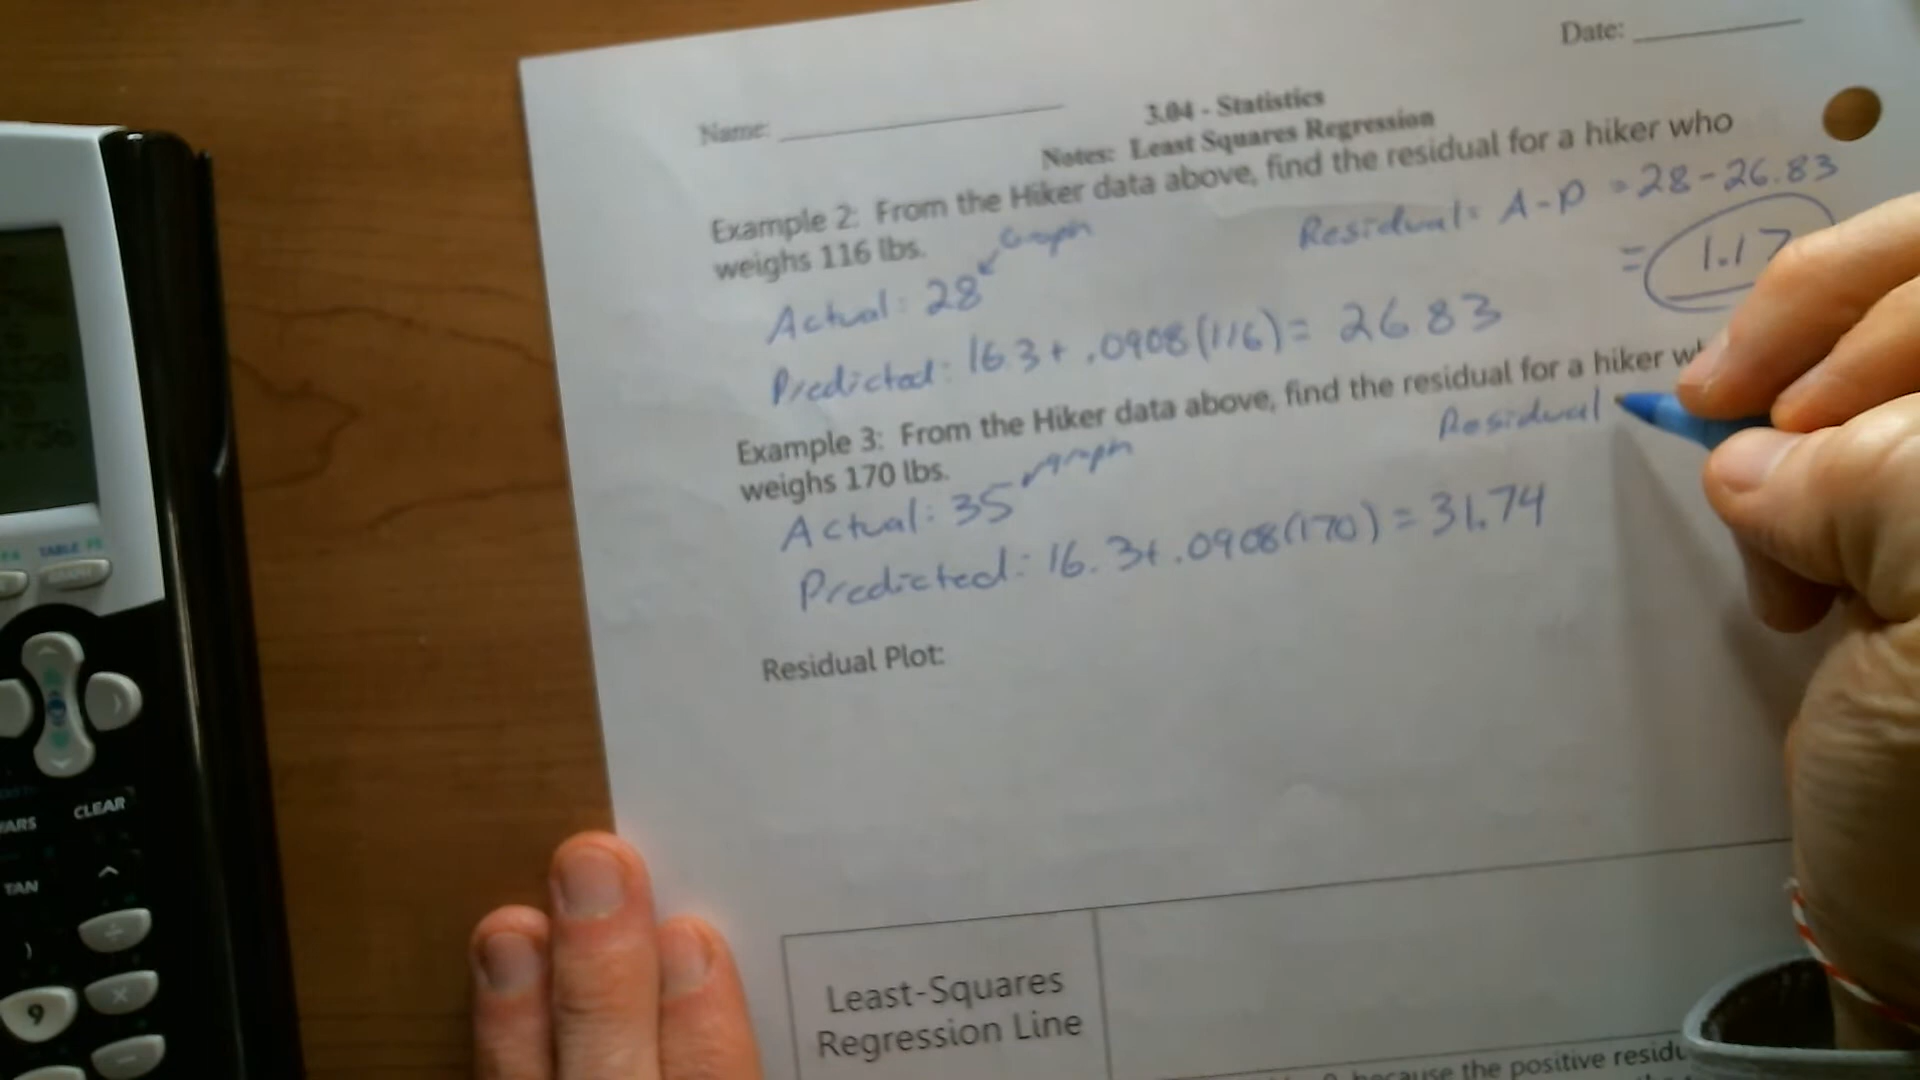 Date:
Name:
3.04 - Statistics
Notes: Least Squares Regression
Example 2: From the Hiker data above, find the residual for a hiker who
weighs 116 lbs.
Graph
Residual = A - P = 28 - 26.83
= 1.17
Actual: 28
Predicted: 16.3 + .0908(116) = 26.83
Example 3: From the Hiker data above, find the residual for a hiker
weighs 170 lbs.
graph
Residual
Actual: 35
Predicted: 16.3 + .0908(170) = 31.74
Residual Plot:
Least-Squares
Regression Line
because the positive
TABLE F5
CLEAR
TAN
)
9